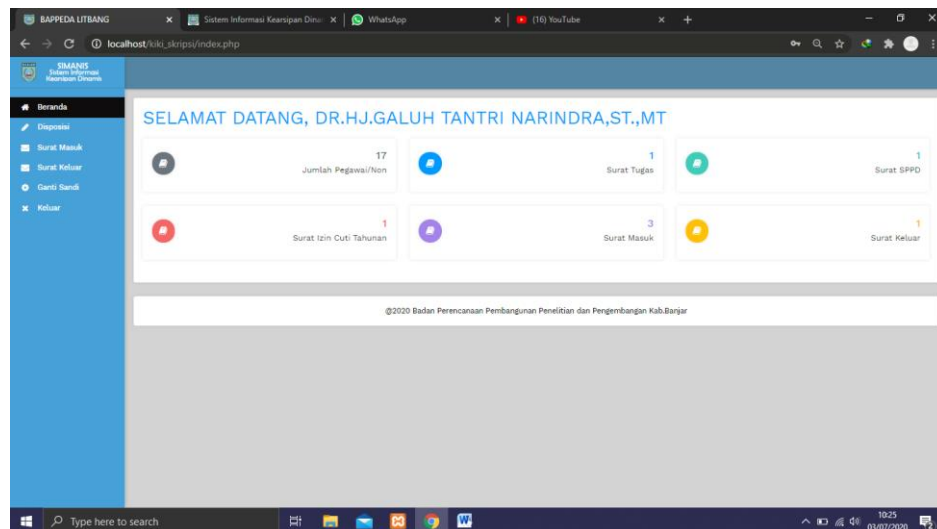 BAPPEDA LITBANG
Sistem Informasi Kearsipan Dinar
WhatsApp
(16) YouTube
localhost/kiki_skripsi/index.php
SIMANIS
Sistem Informasi
Kearsipan Dinamis
Beranda
Disposisi
Surat Masuk
Surat Keluar
Ganti Sandi
Keluar
SELAMAT DATANG, DR.HJ.GALUH TANTRI NARINDRA,ST.,MT
17
Jumlah Pegawai/Non
1
Surat Tugas
1
Surat SPPD
1
Surat Izin Cuti Tahunan
3
Surat Masuk
1
Surat Keluar
@2020 Badan Perencanaan Pembangunan Penelitian dan Pengembangan Kab.Banjar
Type here to search
10:25
03/07/2020